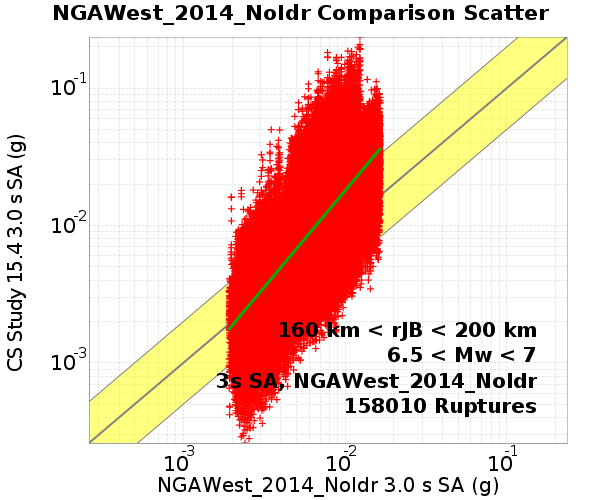 NGAWest_2014_NoIdr Comparison Scatter
CS Study 15.4 3.0 s SA (g)
10-1
10-2
10-3
160 km < rJB < 200 km
6.5 < Mw < 7
3s SA, NGAWest_2014_NoIdr
158010 Ruptures
10-3 10-2 10-1
NGAWest_2014_NoIdr 3.0 s SA (g)